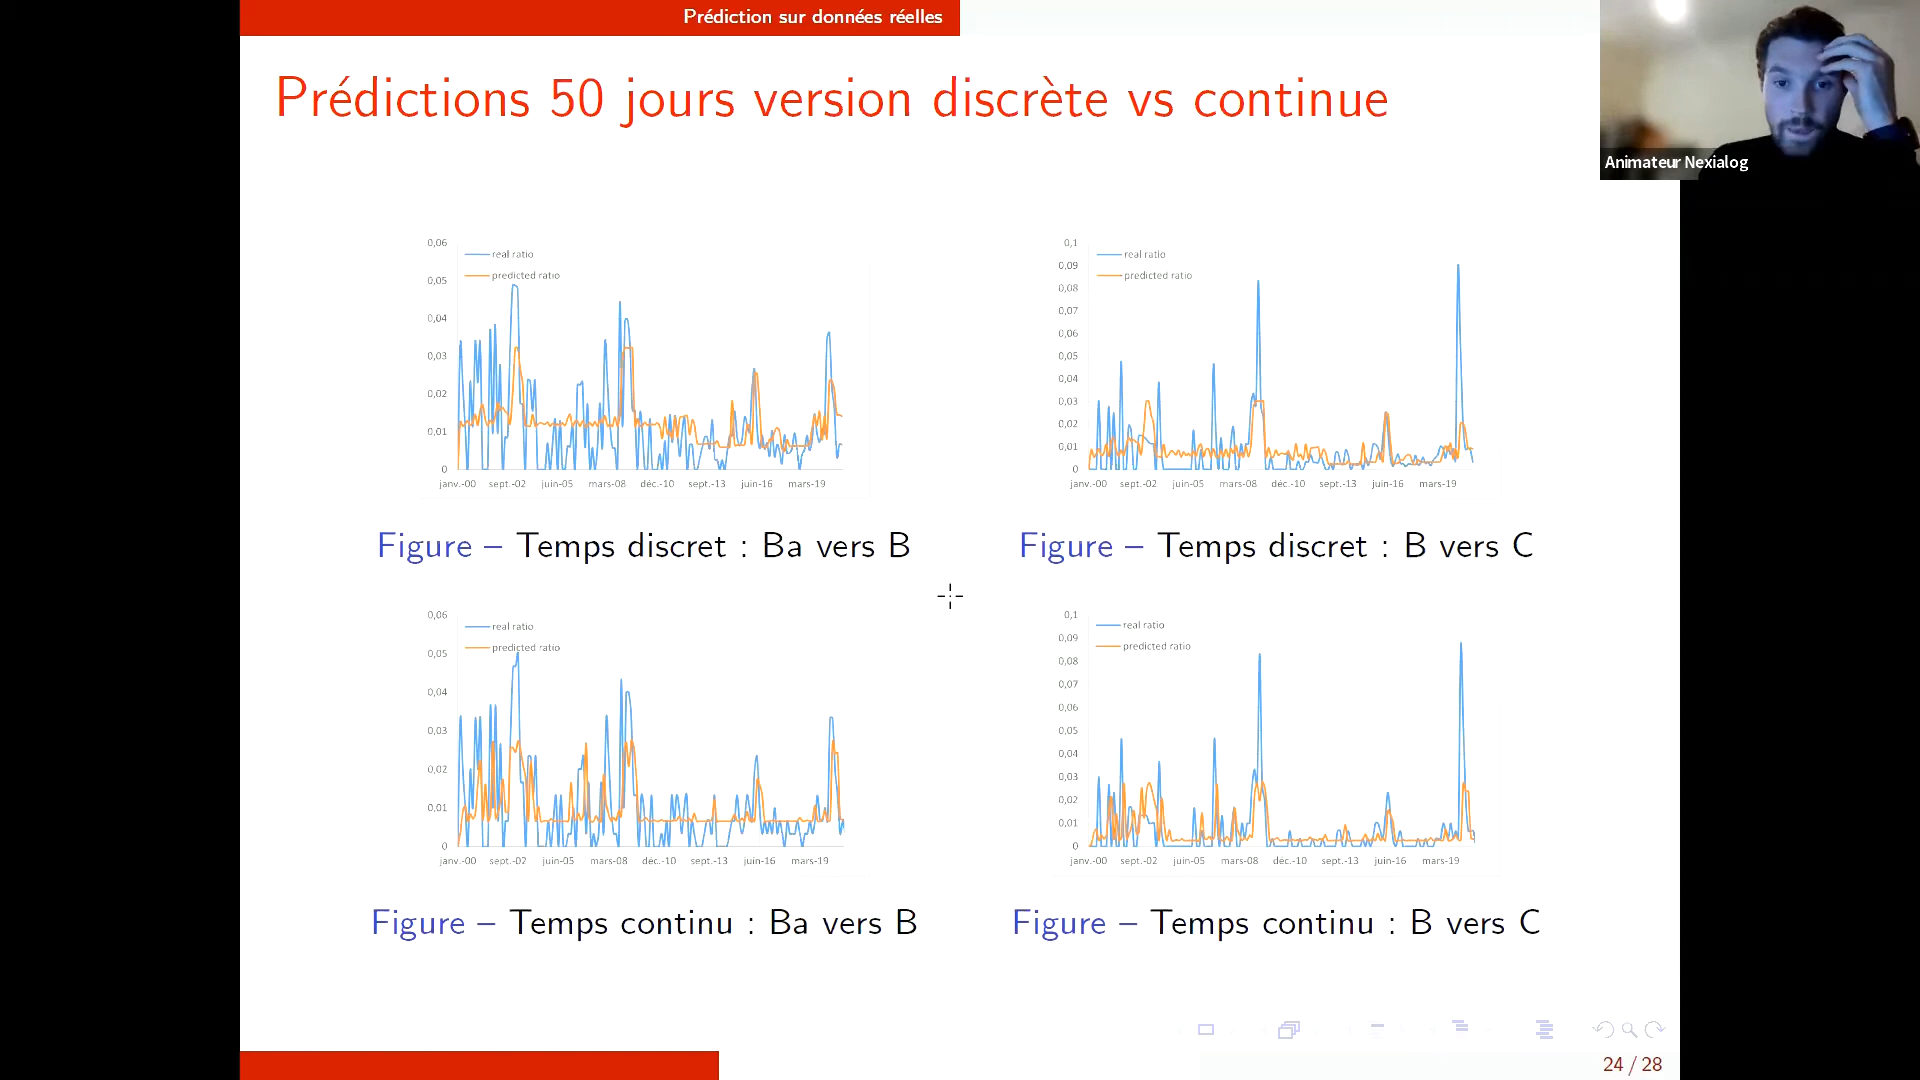 Prédiction sur données réelles
Prédictions 50 jours version discrète vs continue
Animateur Nexialog
0,06
0,05
0,04
0,03
0,02
0,01
0
real ratio
predicted ratio
janv.-00 sept.-02 juin-05 mars-08 déc.-10 sept.-13 juin-16 mars-19
Figure – Temps discret : Ba vers B
0,1
0,09
0,08
0,07
0,06
0,05
0,04
0,03
0,02
0,01
0
real ratio
predicted ratio
janv.-00 sept.-02 juin-05 mars-08 déc.-10 sept.-13 juin-16 mars-19
Figure – Temps discret : B vers C
0,06
0,05
0,04
0,03
0,02
0,01
0
real ratio
predicted ratio
janv.-00 sept.-02 juin-05 mars-08 déc.-10 sept.-13 juin-16 mars-19
Figure – Temps continu : Ba vers B
0,1
0,09
0,08
0,07
0,06
0,05
0,04
0,03
0,02
0,01
0
real ratio
predicted ratio
janv.-00 sept.-02 juin-05 mars-08 déc.-10 sept.-13 juin-16 mars-19
Figure – Temps continu : B vers C
24 / 28